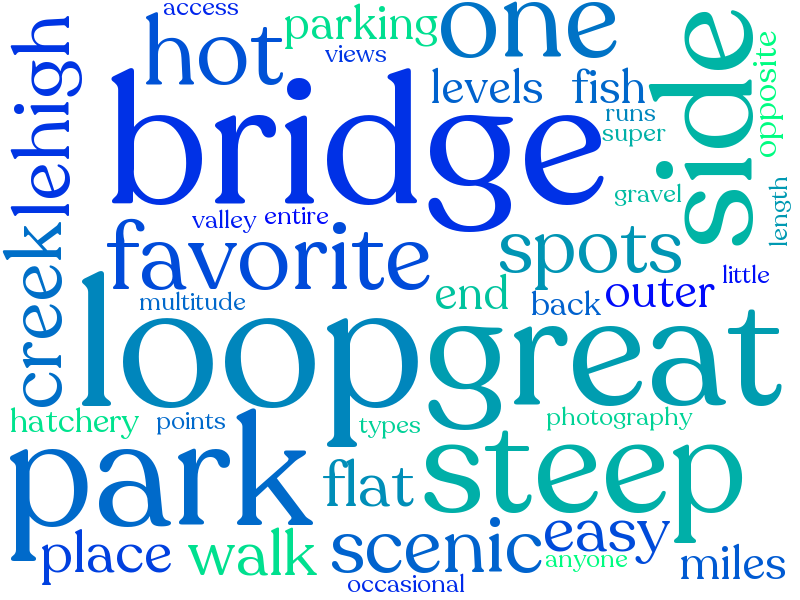 access
parking
one
hot
views
side
opposite
lehigh
bridge
levels
fish
runs
super
gravel
length
valley
entire
creek
favorite
spots
little
multitude
end
back
outer
loop
great
hatchery
points
types
photography
park
flat
steep
place
walk
scenic
easy
anyone
miles
occasional